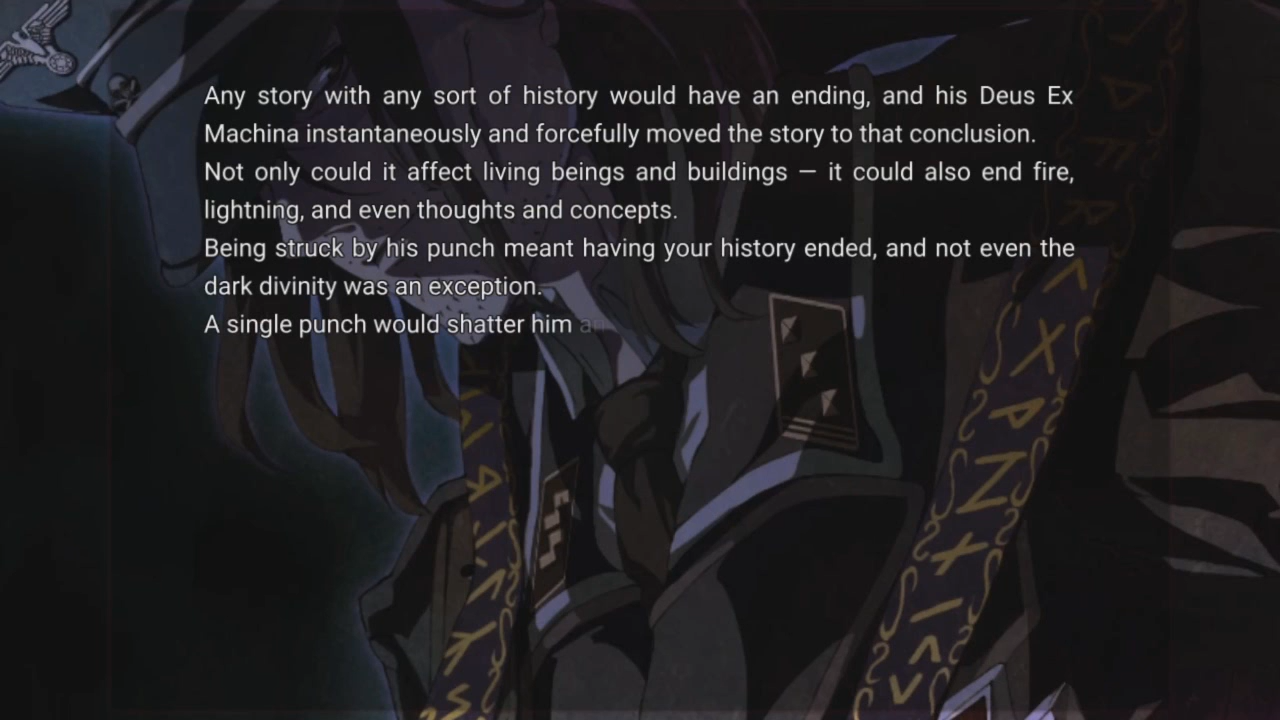 Any story with any sort of history would have an ending, and his Deus Ex
Machina instantaneously and forcefully moved the story to that conclusion.
Not only could it affect living beings and buildings — it could also end fire,
lightning, and even thoughts and concepts.
Being struck by his punch meant having your history ended, and not even the
dark divinity was an exception.
A single punch would shatter him